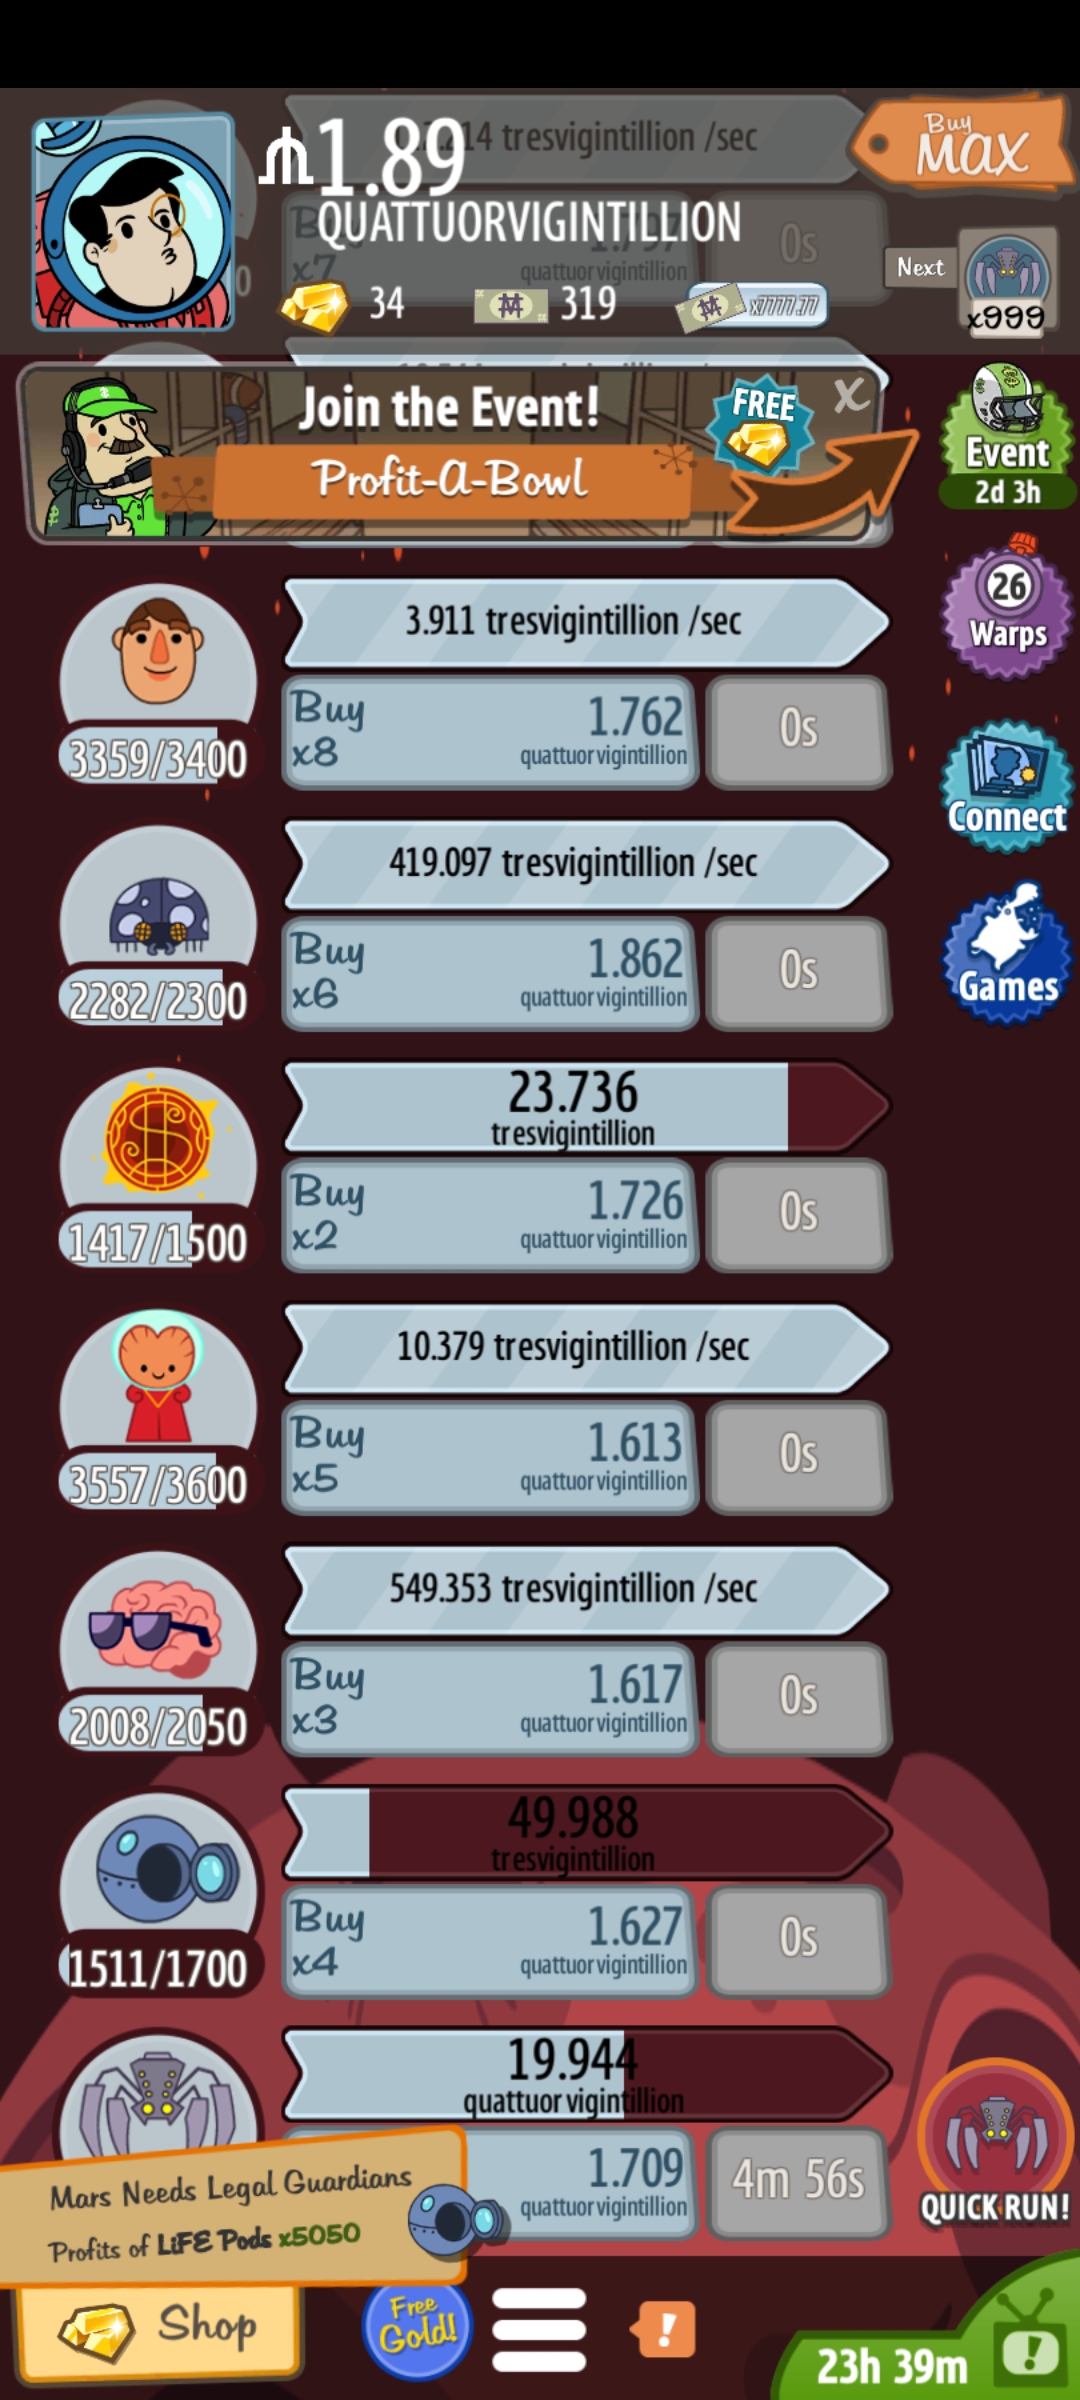 tresvigintillion /sec
Buy
MAX
1.89
QUATTUORVIGINTILLION
x7
1.797
quattuorvigintillion
0s
Next
x999
34
319
x7777.77
Join the Event!
Profit-A-Bowl
FREE
X
Event
2d 3h
26
Warps
Connect
Games
3.911 tresvigintillion /sec
3359/3400
Buy
x8
1.762
quattuorvigintillion
0s
419.097 tresvigintillion /sec
2282/2300
Buy
x6
1.862
quattuorvigintillion
0s
23.736
tresvigintillion
1417/1500
Buy
x2
1.726
quattuorvigintillion
0s
10.379 tresvigintillion /sec
3557/3600
Buy
x5
1.613
quattuorvigintillion
0s
549.353 tresvigintillion /sec
2008/2050
Buy
x3
1.617
quattuorvigintillion
0s
49.988
tresvigintillion
1511/1700
Buy
x4
1.627
quattuorvigintillion
0s
19.944
quattuorvigintillion
1.709
quattuorvigintillion
4m 56s
QUICK RUN!
Mars Needs Legal Guardians
Profits of LiFE Pods x5050
Shop
Free
Gold!
!
23h 39m
!